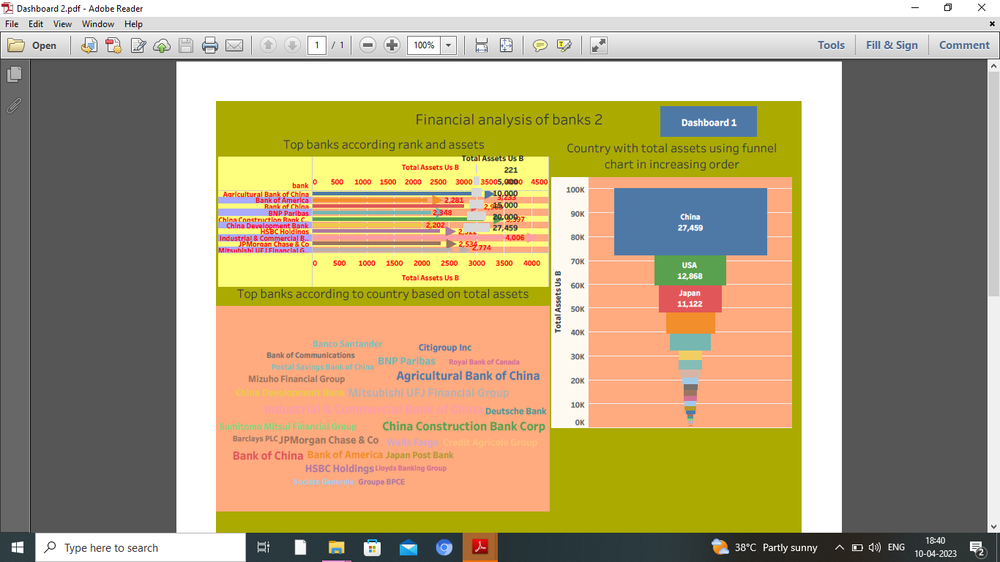 Dashboard 2.pdf - Adobe Reader
File Edit View Window Help
Open 1 / 1 100% Tools Fill & Sign Comment
Financial analysis of banks 2
Dashboard 1
Top banks according rank and assets
Total Assets Us B
Total Assets Us B
221
5,000
10,000
15,000
20,000
27,459
bank
0 500 1000 1500 2000 2500 3000 3500 4000 4500
Agricultural Bank of China 3,233
Bank of America 2,281
Bank of China
BNP Paribas 2,348
China Construction Bank C..
China Development Bank 2,202
HSBC Holdings
Industrial & Commercial B.. 4,006
JPMorgan Chase & Co 2,534
Mitsubishi UFJ Financial G.. 2,774
0 500 1000 1500 2000 2500 3000 3500 4000
Total Assets Us B
Country with total assets using funnel
chart in increasing order
Total Assets Us B
100K
90K
80K
70K
60K
50K
40K
30K
20K
10K
0K
China
27,459
USA
12,868
Japan
11,122
Top banks according to country based on total assets
Banco Santander
Citigroup Inc
Bank of Communications
BNP Paribas
Royal Bank of Canada
Postal Savings Bank of China
Mizuho Financial Group
Agricultural Bank of China
China Development Bank
Mitsubishi UFJ Financial Group
Industrial & Commercial Bank of China
Deutsche Bank
Sumitomo Mitsui Financial Group
China Construction Bank Corp
Barclays PLC
JPMorgan Chase & Co
Wells Fargo
Credit Agricole Group
Bank of China
Bank of America
Japan Post Bank
HSBC Holdings
Lloyds Banking Group
Societe Generale
Groupe BPCE
Type here to search
38°C Partly sunny
ENG
18:40
10-04-2023
2